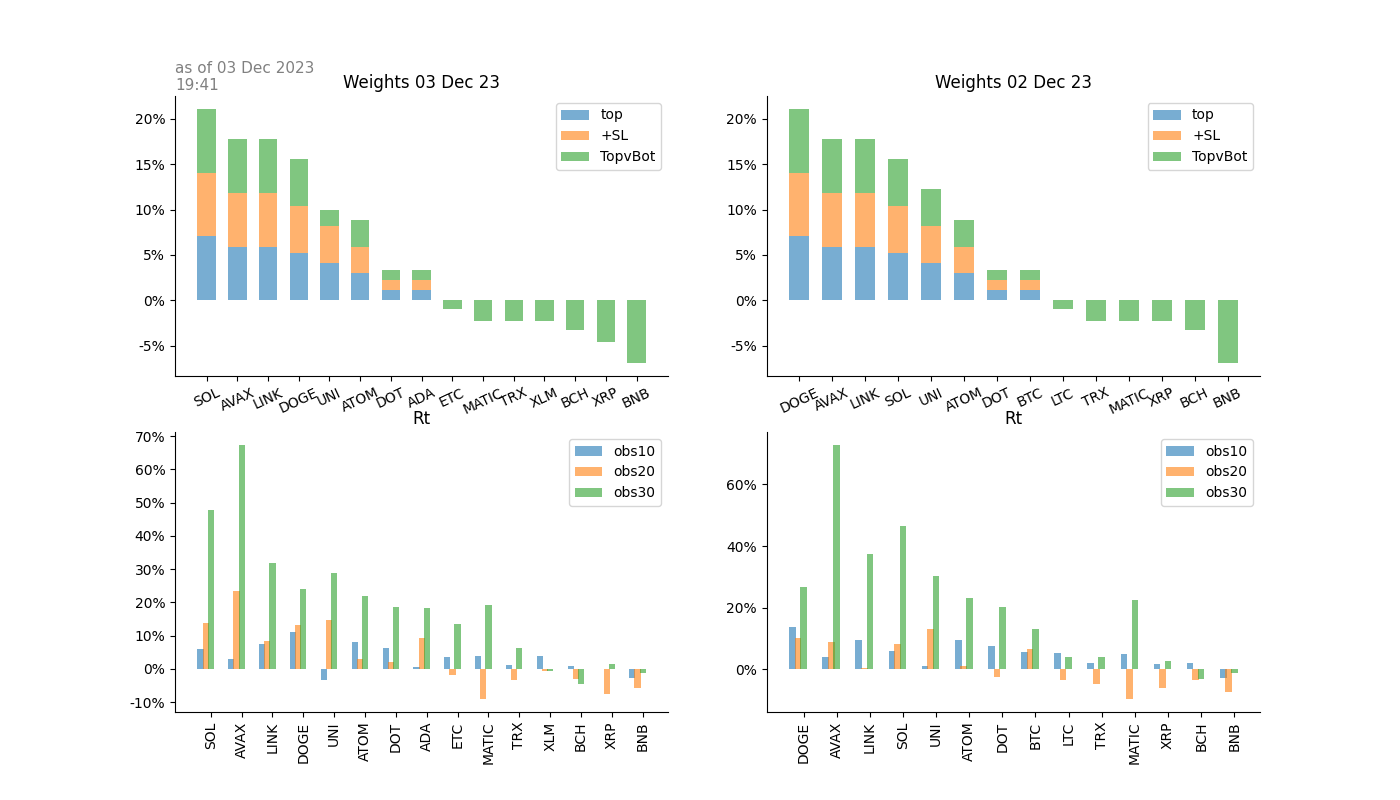 as of 03 Dec 2023
19:41
Weights 03 Dec 23
20%
15%
10%
5%
0%
-5%
top
+SL
TopvBot
SOL AVAX LINK DOGE UNI ATOM DOT ADA ETC MATIC TRX XLM BCH XRP BNB
Weights 02 Dec 23
20%
15%
10%
5%
0%
-5%
top
+SL
TopvBot
DOGE AVAX LINK SOL UNI ATOM DOT BTC LTC TRX MATIC XRP BCH BNB
Rt
70%
60%
50%
40%
30%
20%
10%
0%
-10%
obs10
obs20
obs30
SOL AVAX LINK DOGE UNI ATOM DOT ADA ETC MATIC TRX XLM BCH XRP BNB
Rt
60%
40%
20%
0%
obs10
obs20
obs30
DOGE AVAX LINK SOL UNI ATOM DOT BTC LTC TRX MATIC XRP BCH BNB